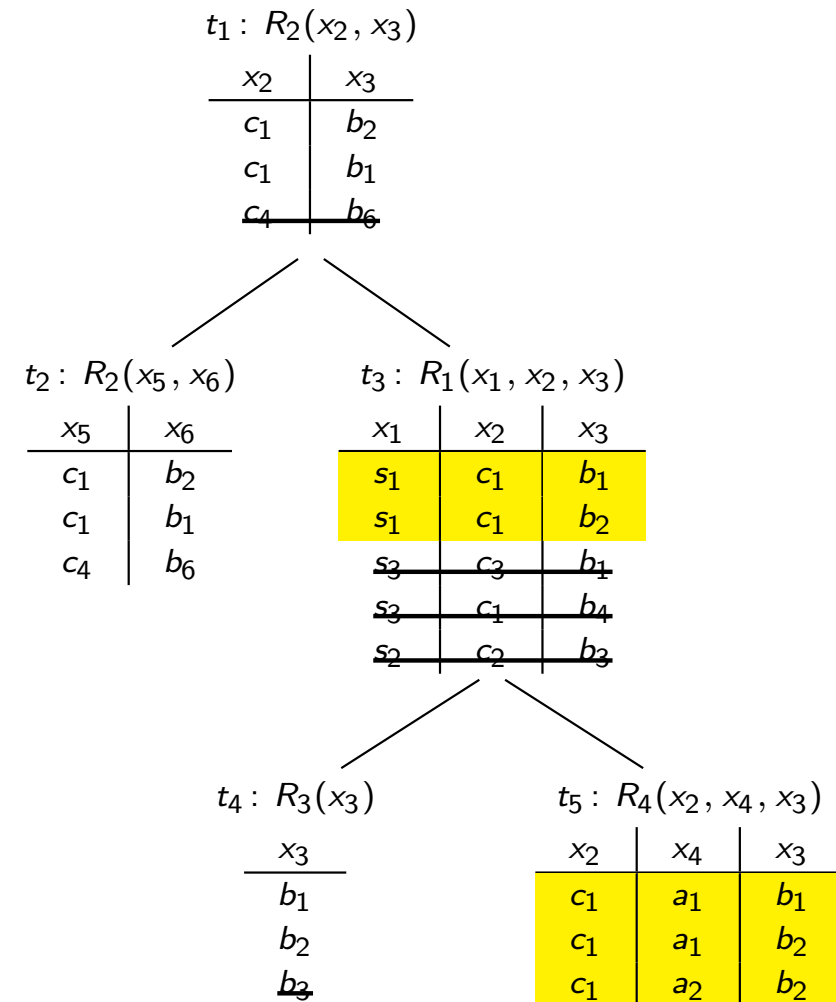 t₁ : R₂(x₂, x₃)
x₂ x₃
c₁ b₂
c₁ b₁
c₄ b₆
t₂ : R₂(x₅, x₆) t₃ : R₁(x₁, x₂, x₃)
x₅ x₆ x₁ x₂ x₃
c₁ b₂ s₁ c₁ b₁
c₁ b₁ s₁ c₁ b₂
c₄ b₆ s₃ c₃ b₁
s₃ c₁ b₄
s₂ c₂ b₃
t₄ : R₃(x₃) t₅ : R₄(x₂, x₄, x₃)
x₃ x₂ x₄ x₃
b₁ c₁ a₁ b₁
b₂ c₁ a₁ b₂
b₃ c₁ a₂ b₂